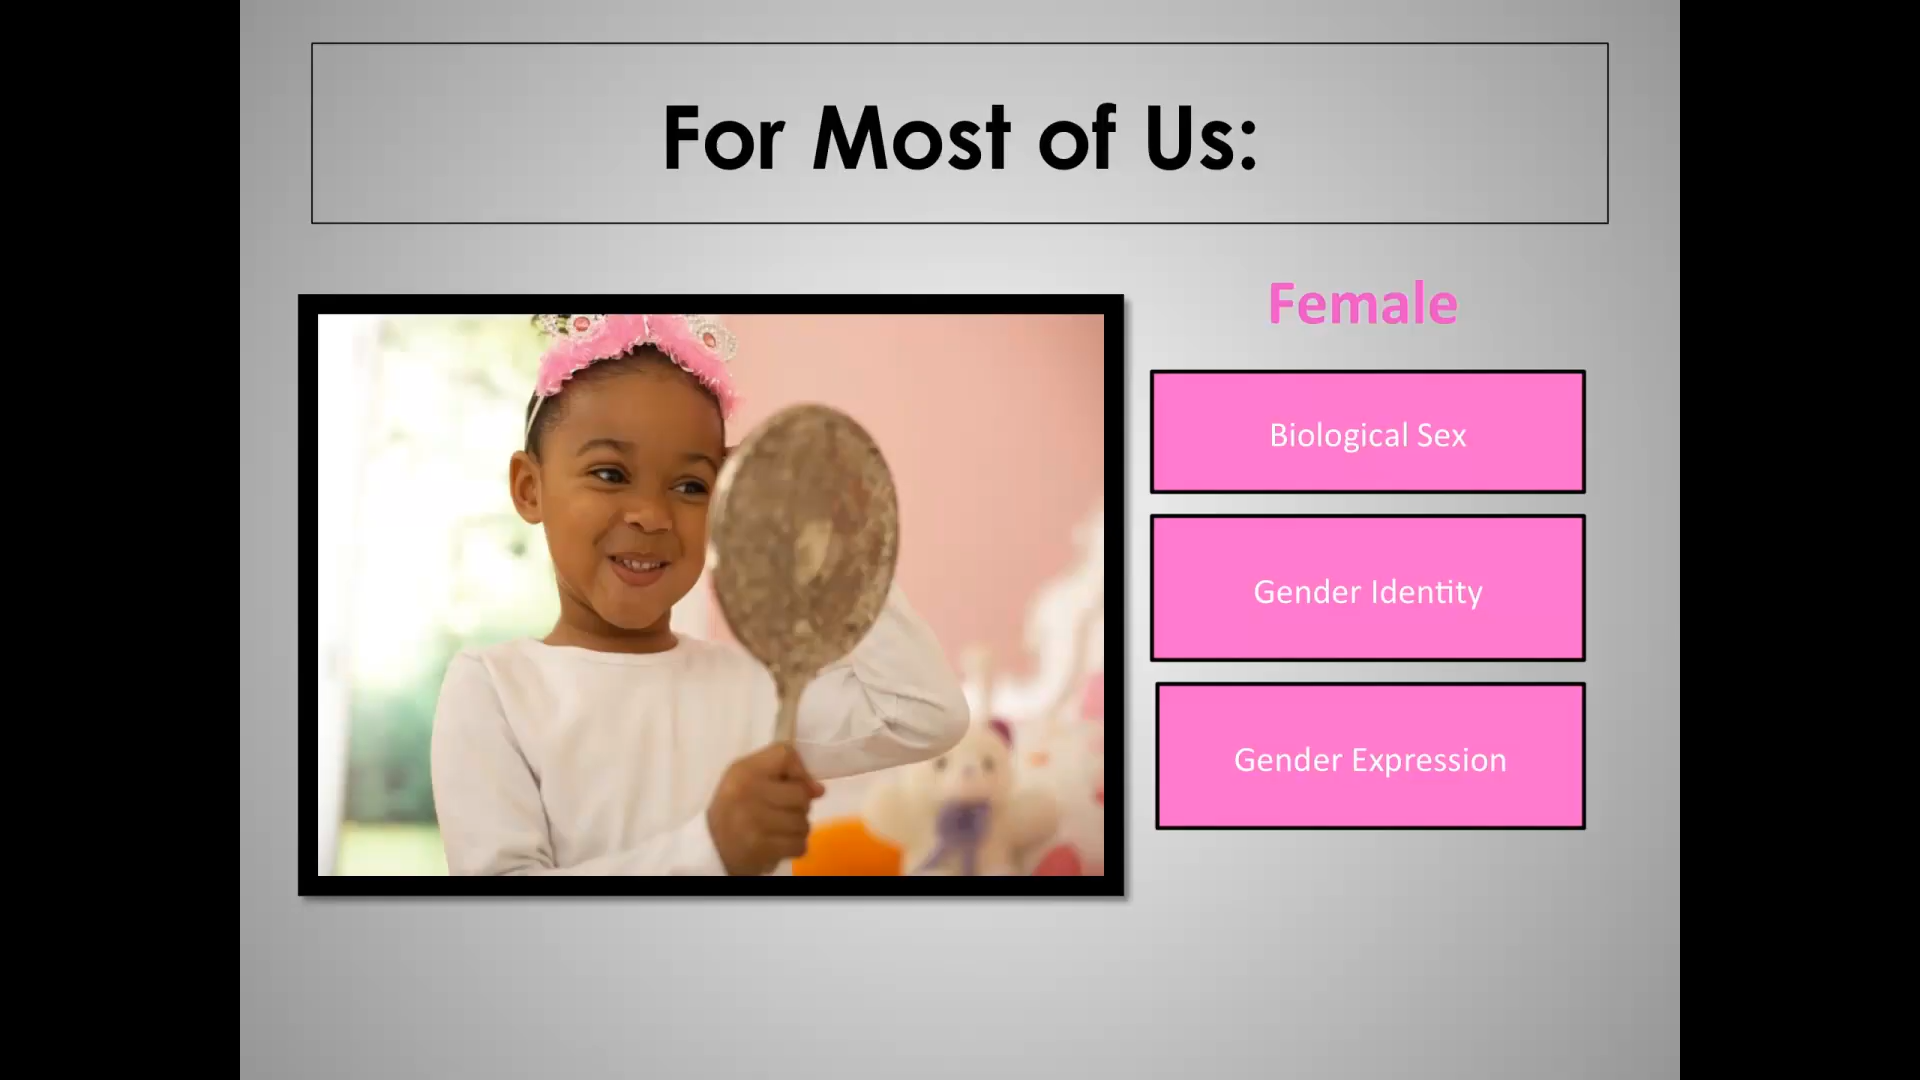 For Most of Us:
Female
Biological Sex
Gender Identity
Gender Expression